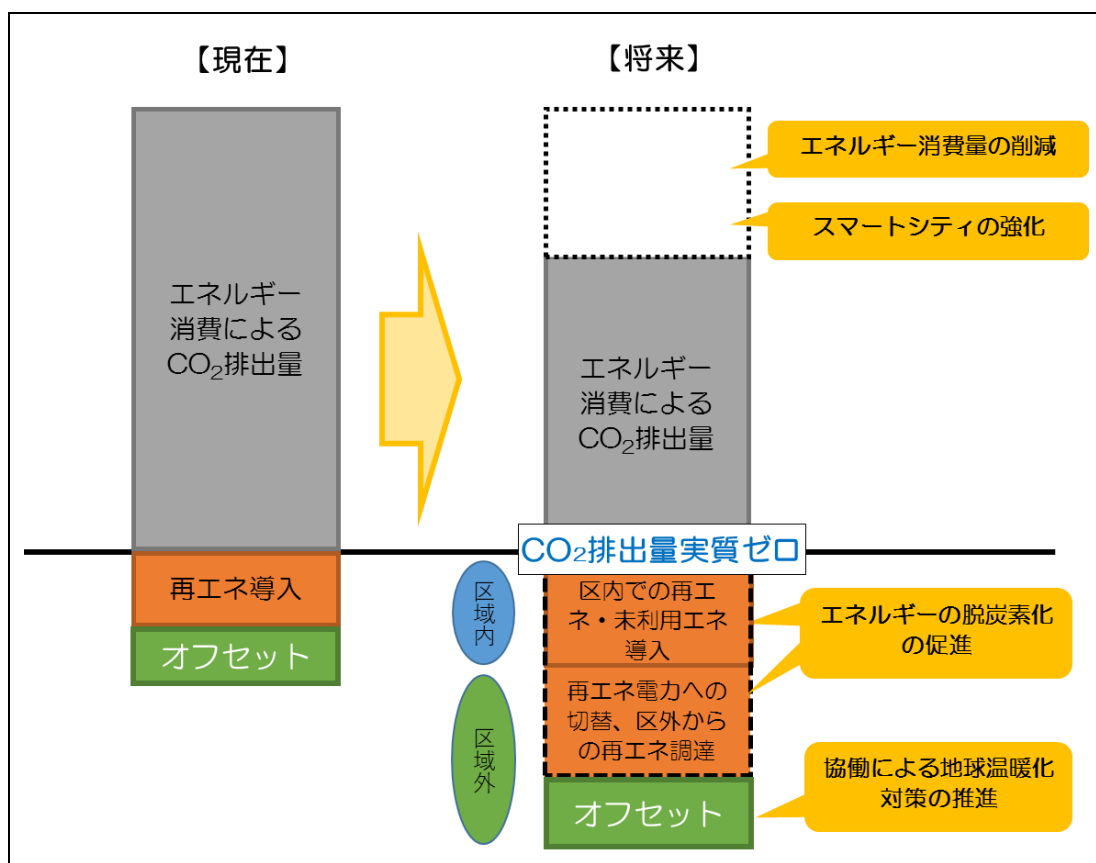 【現在】
【将来】
エネルギー
消費による
CO₂排出量
再エネ導入
オフセット
エネルギー消費量の削減
スマートシティの強化
エネルギー
消費による
CO₂排出量
CO₂排出量実質ゼロ
区域内
区内での再エ
ネ・未利用エネ
導入
エネルギーの脱炭素化
の促進
区域外
再エネ電力への
切替、区外から
の再エネ調達
オフセット
協働による地球温暖化
対策の推進